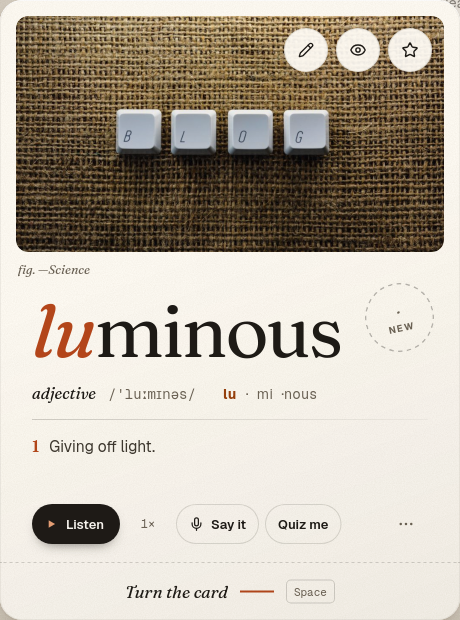 B L O G
fig. — Science
luminous
NEW
adjective /ˈluːmɪnəs/ lu · mi · nous
1 Giving off light.
Listen 1× Say it Quiz me ...
Turn the card Space